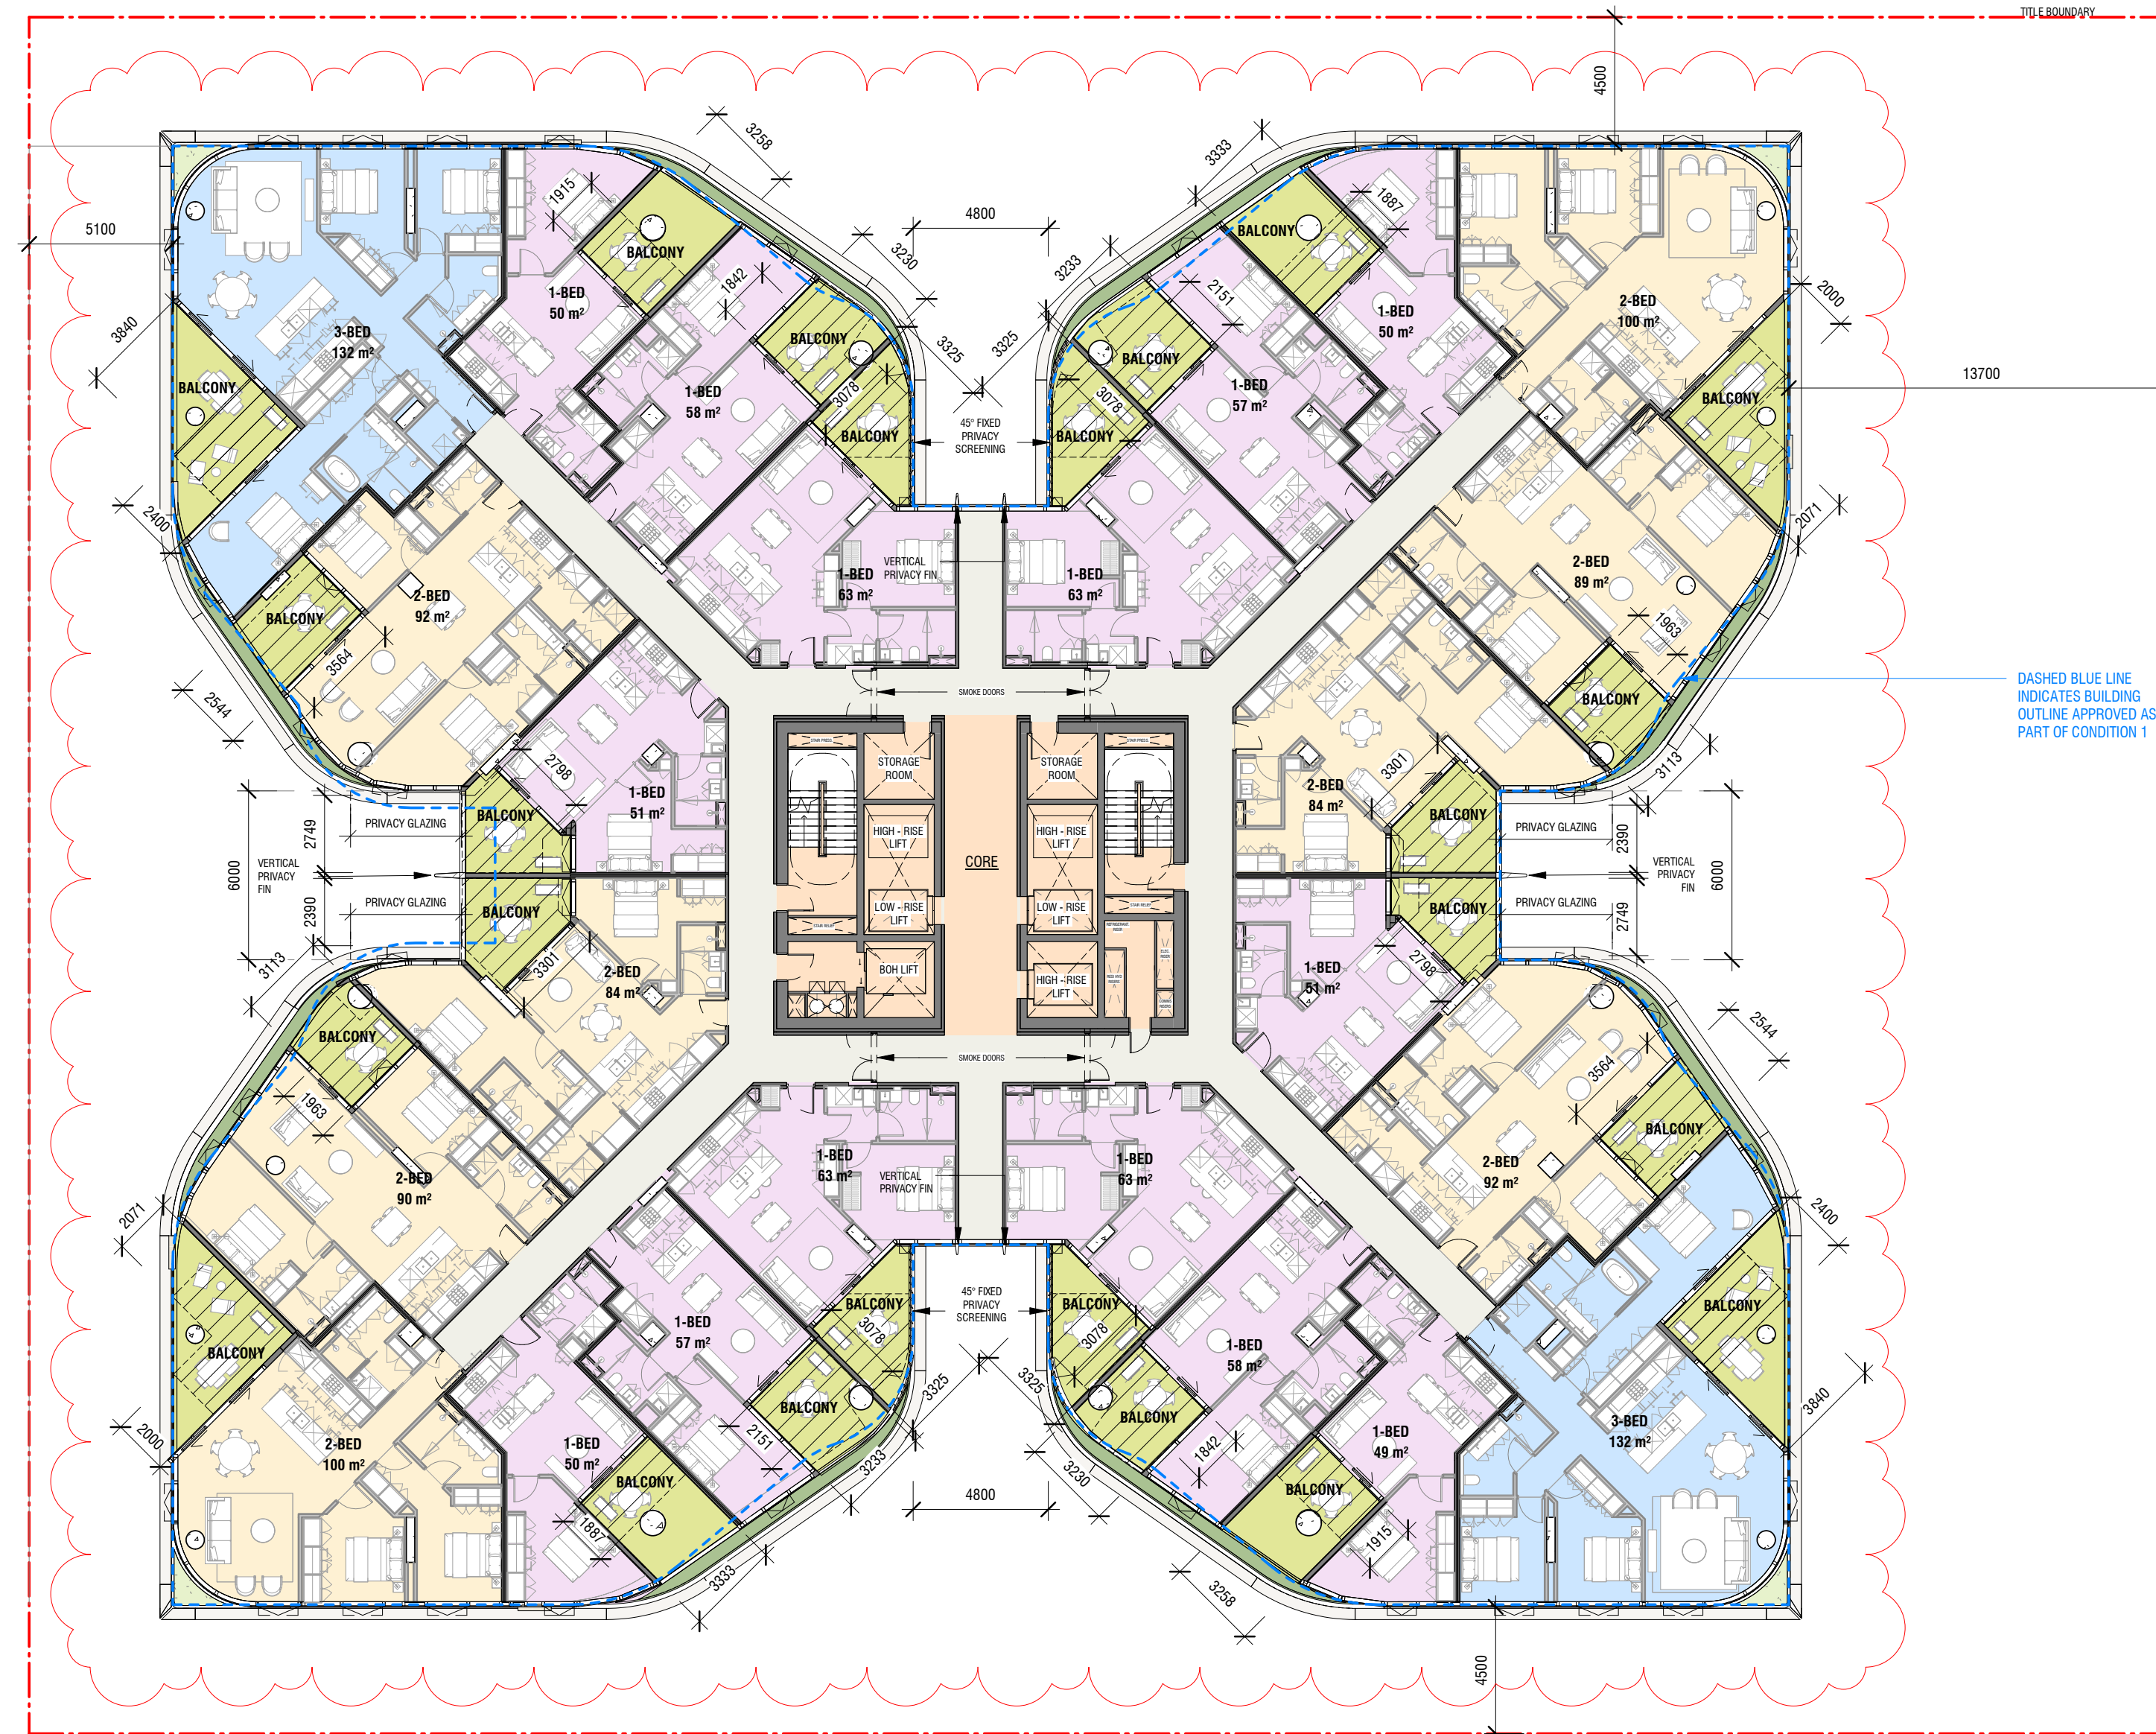 TITLE BOUNDARY
4500
3258
3333
5100
4800
1915
1887
BALCONY
BALCONY
3230
3233
2000
1842
2151
1-BED
50 m²
2-BED
100 m²
1-BED
50 m²
3840
3-BED
132 m²
BALCONY
BALCONY
3325
3325
13700
BALCONY
1-BED
58 m²
3078
1-BED
57 m²
3078
BALCONY
BALCONY
BALCONY
45° FIXED
PRIVACY
SCREENING
2400
2071
VERTICAL
PRIVACY FIN
1-BED
63 m²
1-BED
63 m²
2-BED
89 m²
2-BED
92 m²
BALCONY
1963
3564
DASHED BLUE LINE
INDICATES BUILDING
OUTLINE APPROVED AS
PART OF CONDITION 1
2544
SMOKE DOORS
BALCONY
STAIR PRESS.
STAIR PRESS.
STORAGE
ROOM
STORAGE
ROOM
2798
3301
3113
1-BED
51 m²
2-BED
84 m²
BALCONY
BALCONY
PRIVACY GLAZING
PRIVACY GLAZING
2749
2390
HIGH - RISE
LIFT
HIGH - RISE
LIFT
CORE
6000
VERTICAL
PRIVACY
FIN
VERTICAL
PRIVACY
FIN
6000
PRIVACY GLAZING
PRIVACY GLAZING
BALCONY
BALCONY
2390
2749
LOW - RISE
LIFT
LOW - RISE
LIFT
STAIR RELIEF
STAIR RELIEF
3113
3301
2-BED
84 m²
BOH LIFT
HIGH - RISE
LIFT
1-BED
51 m²
2798
BALCONY
2544
SMOKE DOORS
1963
3564
BALCONY
2-BED
90 m²
1-BED
63 m²
VERTICAL
PRIVACY FIN
1-BED
63 m²
2-BED
92 m²
2071
2400
45° FIXED
PRIVACY
SCREENING
BALCONY
BALCONY
BALCONY
BALCONY
1-BED
57 m²
3078
3078
1-BED
58 m²
3325
3325
3840
BALCONY
BALCONY
2000
2-BED
100 m²
1-BED
50 m²
2151
1842
1-BED
49 m²
3-BED
132 m²
3233
3230
BALCONY
BALCONY
4800
1887
1915
3333
3258
4500